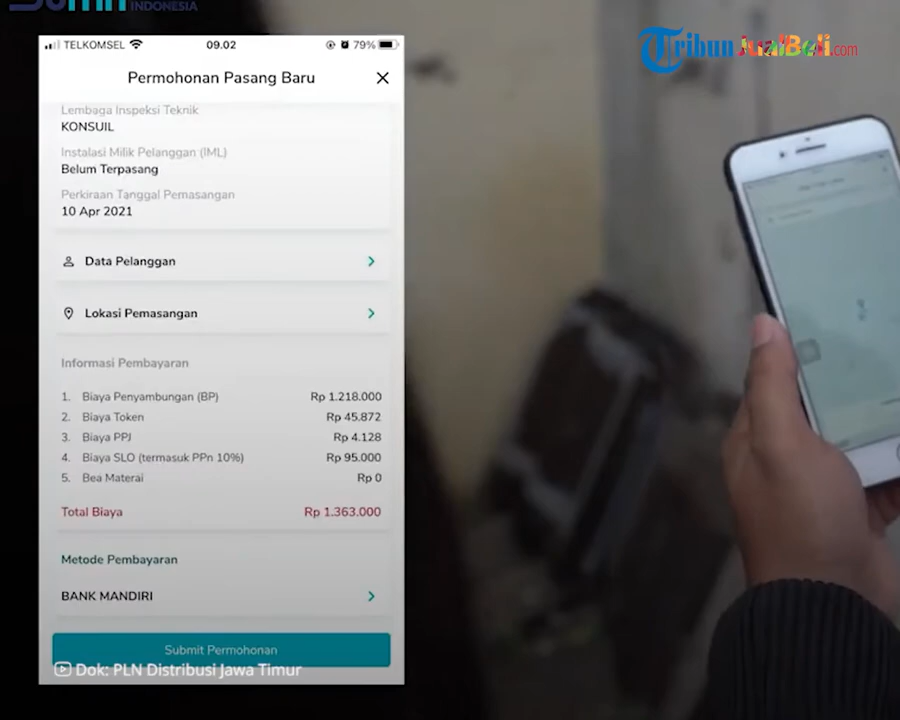 INDONESIA
Tribun JualBeli.com
TELKOMSEL
09.02
79%
Permohonan Pasang Baru
Lembaga Inspeksi Teknik
KONSUIL
Instalasi Milik Pelanggan (IML)
Belum Terpasang
Perkiraan Tanggal Pemasangan
10 Apr 2021
Data Pelanggan
Lokasi Pemasangan
Informasi Pembayaran
1. Biaya Penyambungan (BP) Rp 1.218.000
2. Biaya Token Rp 45.872
3. Biaya PPJ Rp 4.128
4. Biaya SLO (termasuk PPn 10%) Rp 95.000
5. Bea Materai Rp 0
Total Biaya Rp 1.363.000
Metode Pembayaran
BANK MANDIRI
Submit Permohonan
Dok: PLN Distribusi Jawa Timur